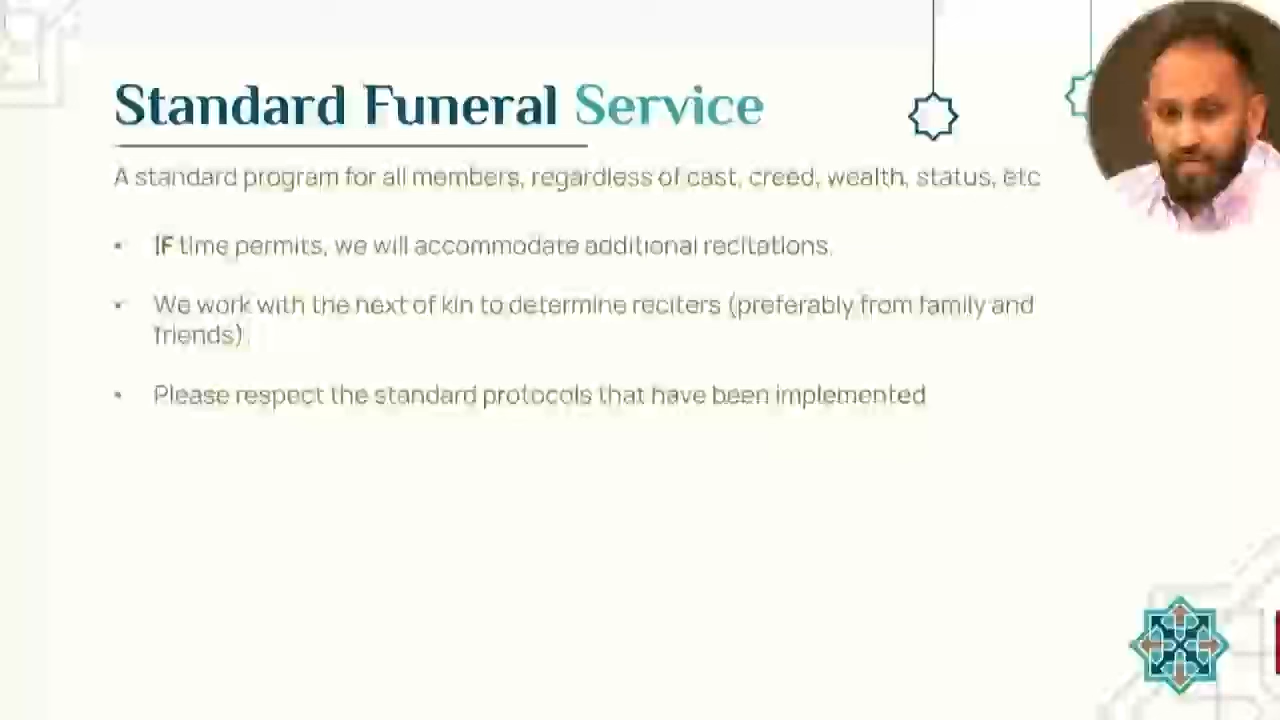 Standard Funeral Service
A standard program for all members, regardless of cast, creed, wealth, status, etc
• IF time permits, we will accommodate additional recitations.
• We work with the next of kin to determine reciters (preferably from family and
friends).
• Please respect the standard protocols that have been implemented